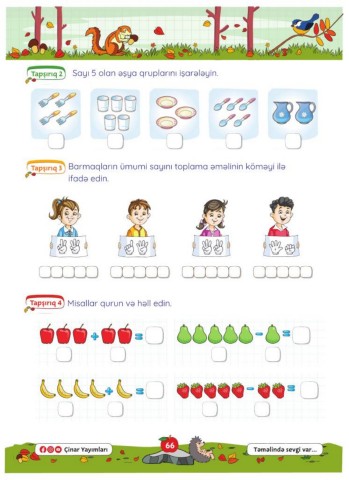 Tapşırıq 2 Sayı 5 olan əşya qruplarını işarələyin.
Tapşırıq 3 Barmaqların ümumi sayını toplama əməlinin köməyi ilə
ifadə edin.
Tapşırıq 4 Misallar qurun və həll edin.
+ = - =
+ = - =
Çinar Yayımları 66 Təməlində sevgi var...